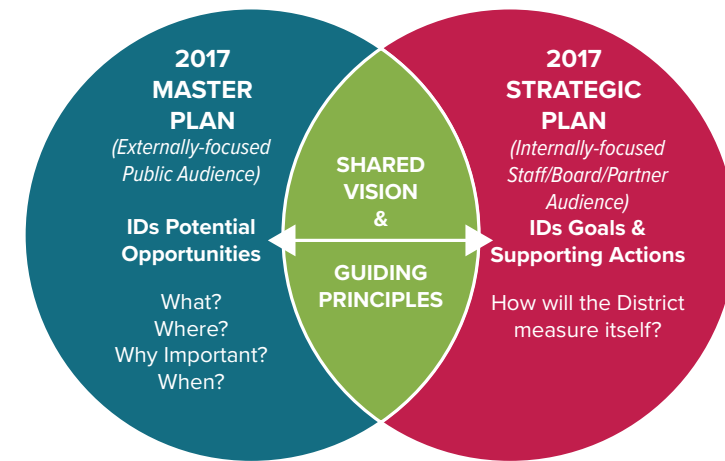 2017
MASTER
PLAN
(Externally-focused
Public Audience)
IDs Potential
Opportunities
What?
Where?
Why Important?
When?
SHARED
VISION
&
GUIDING
PRINCIPLES
2017
STRATEGIC
PLAN
(Internally-focused
Staff/Board/Partner
Audience)
IDs Goals &
Supporting Actions
How will the District
measure itself?